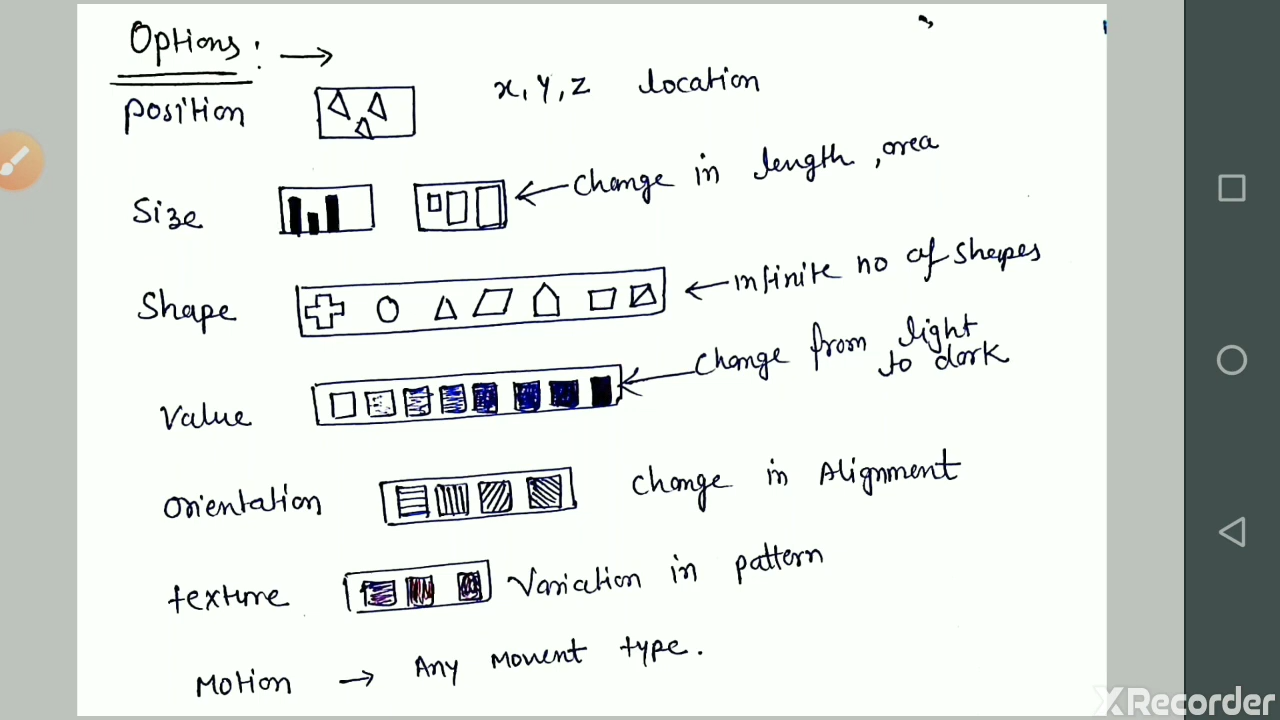 Options: →
position x, y, z location
Size ← change in length, area
Shape ← infinite no of shapes
Value ← change from light
to dark
orientation change in Alignment
texture Variation in pattern
Motion → Any Movent type.
XRecorder